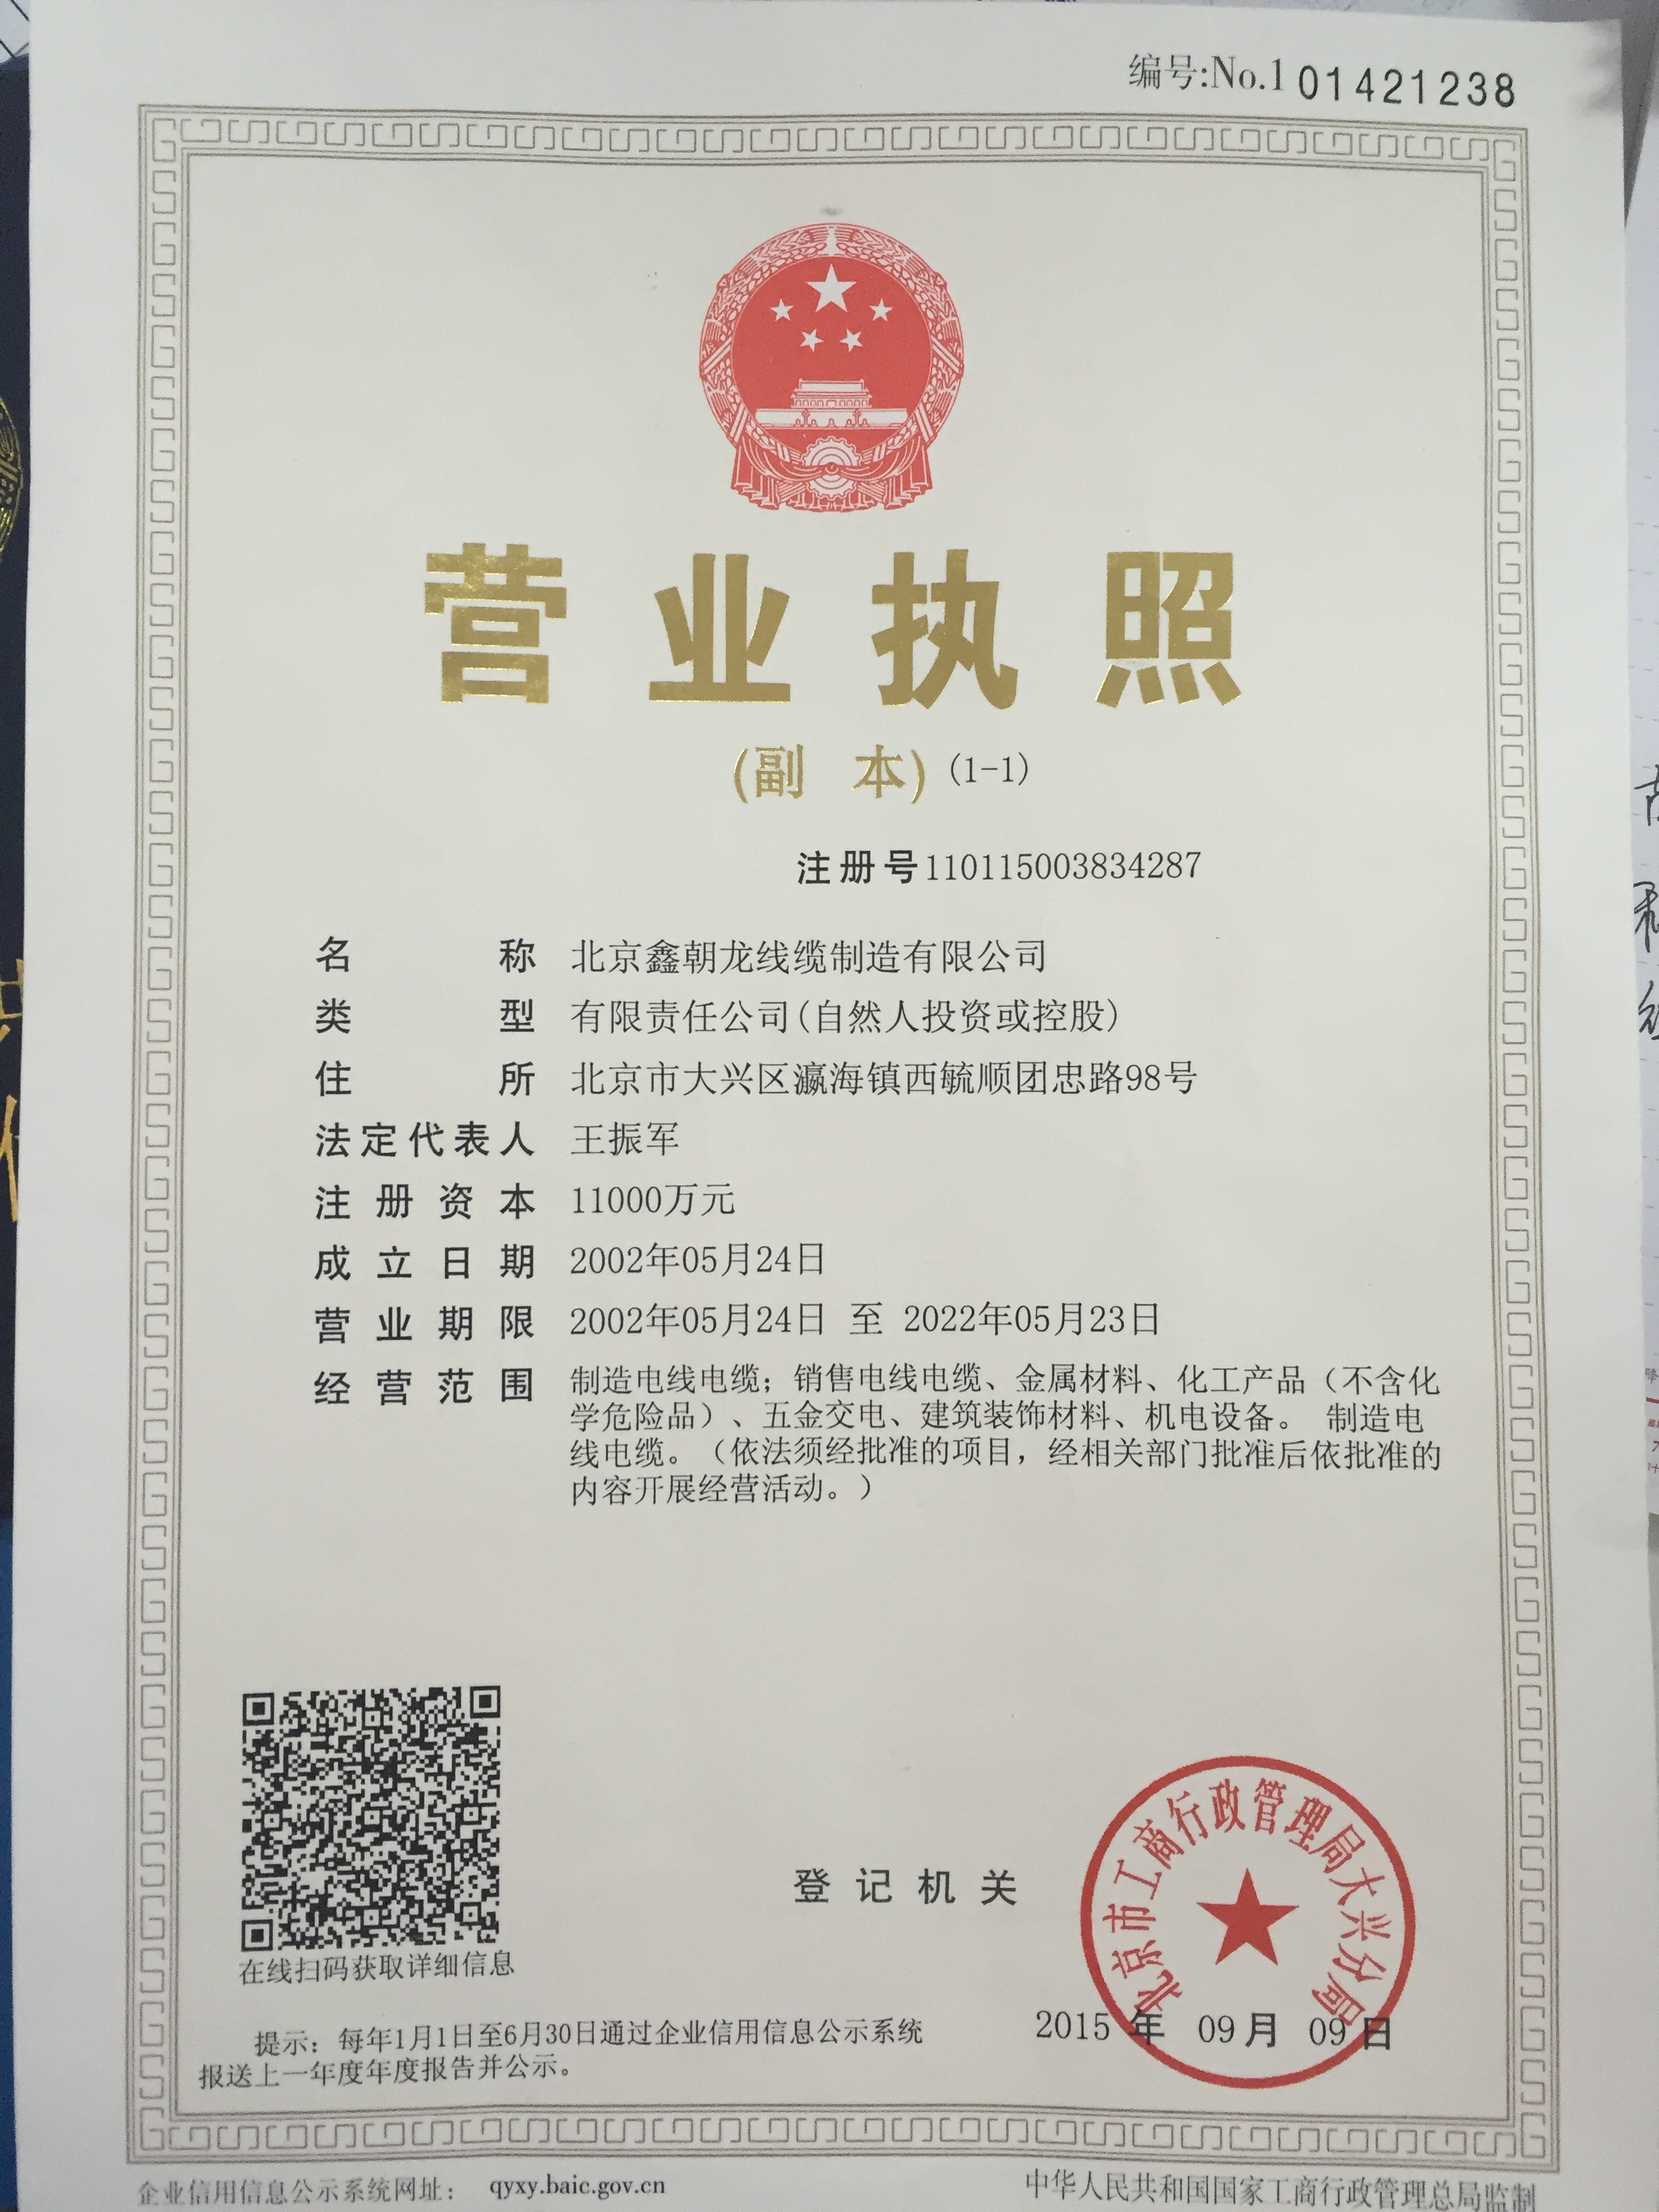 编号:No.1 01421238
营业执照
(副 本) (1-1)
注册号110115003834287
名 称 北京鑫朝龙线缆制造有限公司
类 型 有限责任公司(自然人投资或控股)
住 所 北京市大兴区瀛海镇西毓顺团忠路98号
法定代表人 王振军
注册资本 11000万元
成立日期 2002年05月24日
营业期限 2002年05月24日 至 2022年05月23日
经营范围 制造电线电缆；销售电线电缆、金属材料、化工产品（不含化
学危险品）、五金交电、建筑装饰材料、机电设备。 制造电
线电缆。（依法须经批准的项目，经相关部门批准后依批准的
内容开展经营活动。）
在线扫码获取详细信息
登记机关
北京市工商行政管理局大兴分局
2015 年 09 月 09 日
提示：每年1月1日至6月30日通过企业信用信息公示系统
报送上一年度年度报告并公示。
企业信用信息公示系统网址： qyxy.baic.gov.cn
中华人民共和国国家工商行政管理总局监制